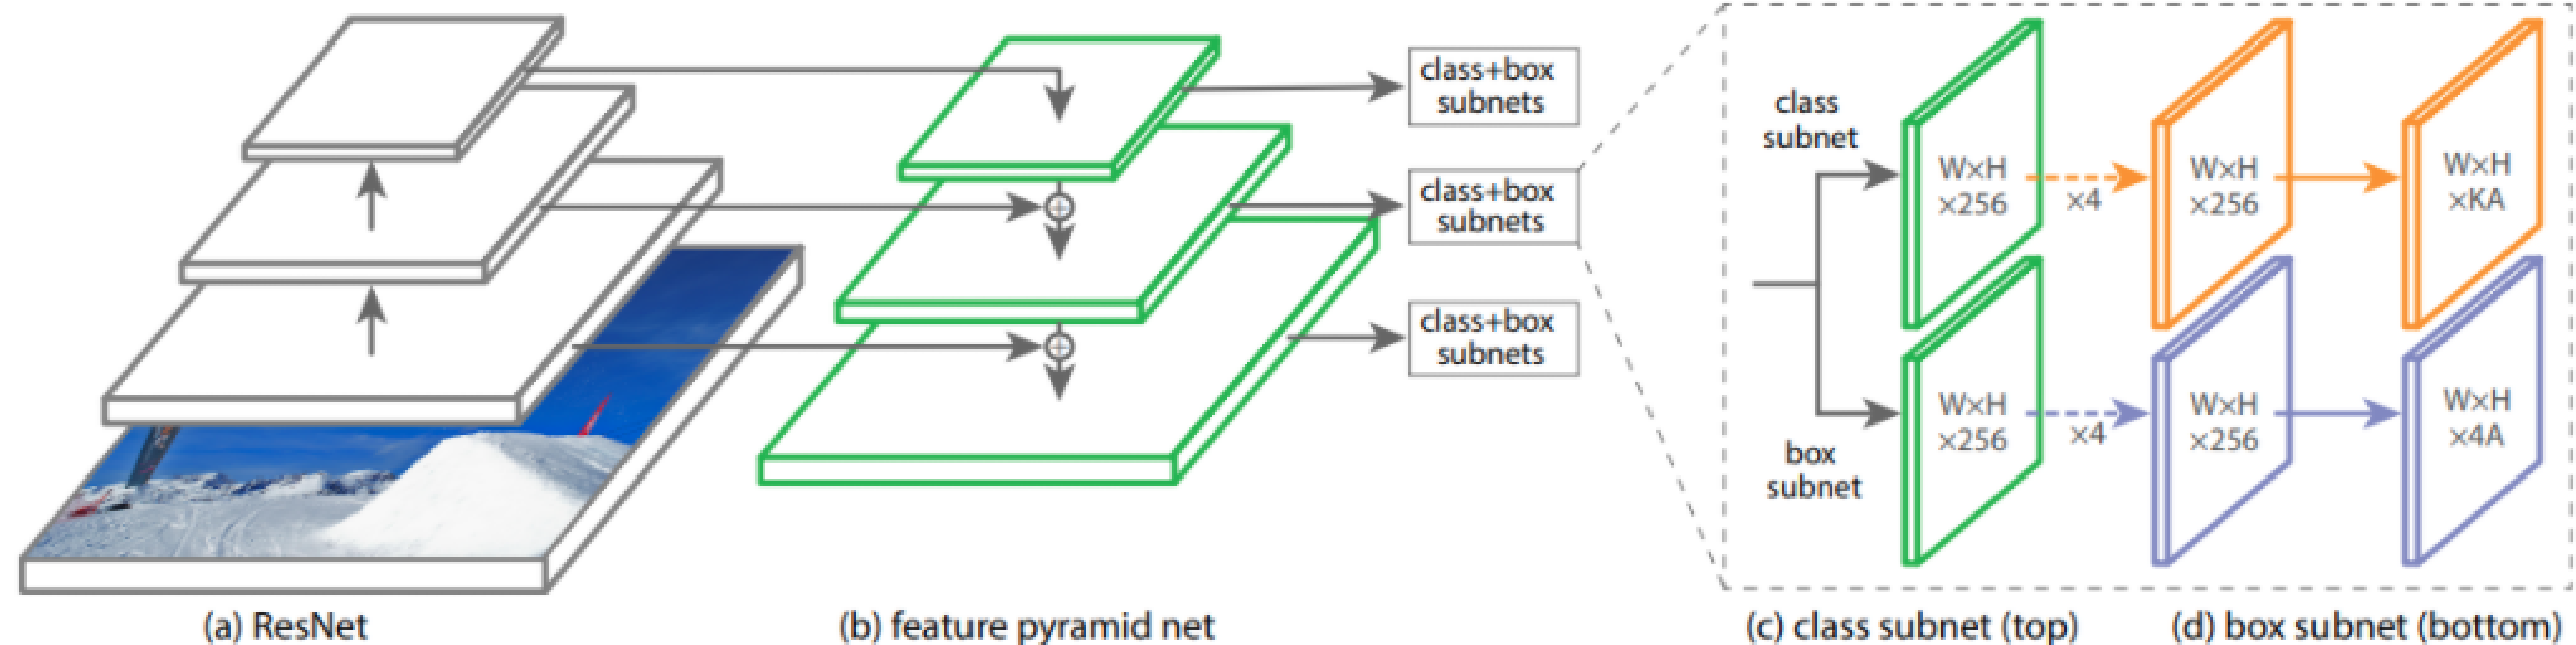 class+box
subnets
class+box
subnets
class+box
subnets
class
subnet
W×H
×256
×4
W×H
×256
W×H
×KA
box
subnet
W×H
×256
×4
W×H
×256
W×H
×4A
(a) ResNet
(b) feature pyramid net
(c) class subnet (top)
(d) box subnet (bottom)